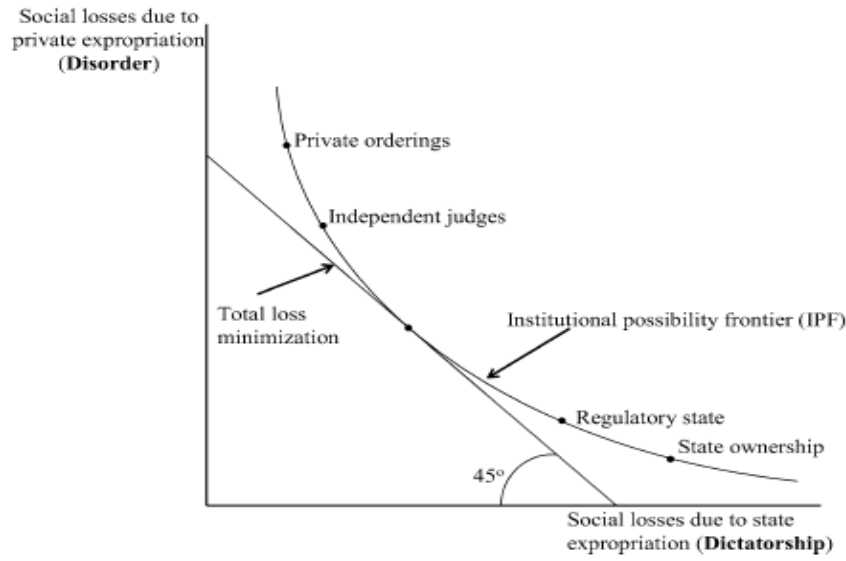 Social losses due to
private expropriation
(Disorder)
Private orderings
Independent judges
Total loss
minimization
Institutional possibility frontier (IPF)
Regulatory state
State ownership
45°
Social losses due to state
expropriation (Dictatorship)